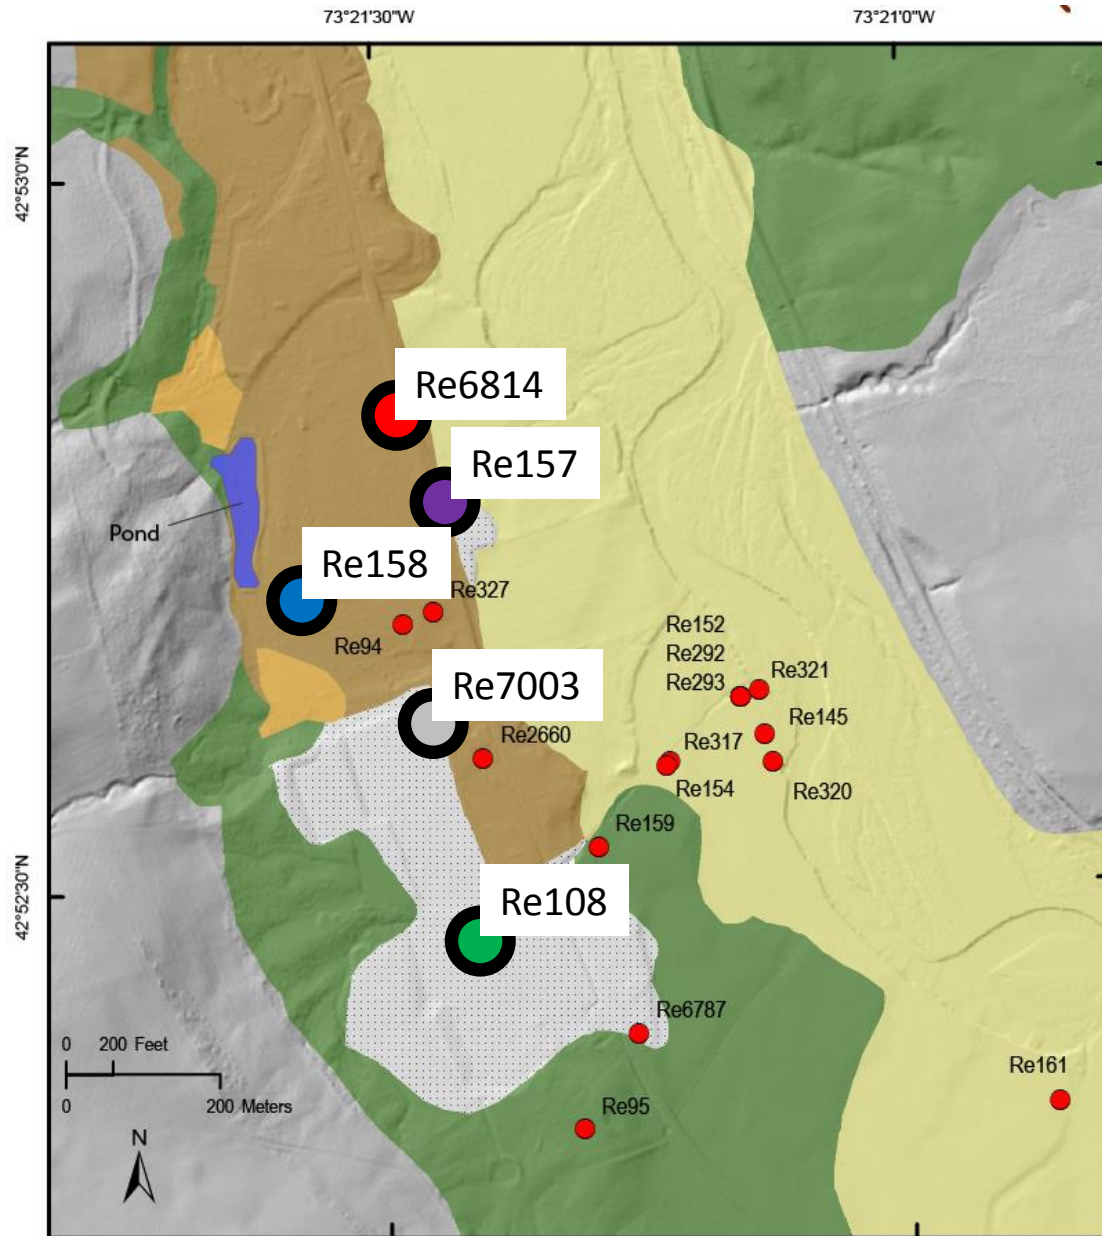 73°21'30"W
73°21'0"W
42°53'0"N
Re6814
Re157
Pond
Re158
Re327
Re94
Re152
Re292
Re293
Re321
Re7003
Re145
Re2660
Re317
Re154
Re320
Re159
42°52'30"N
Re108
Re6787
0 200 Feet
0 200 Meters
Re161
Re95
N